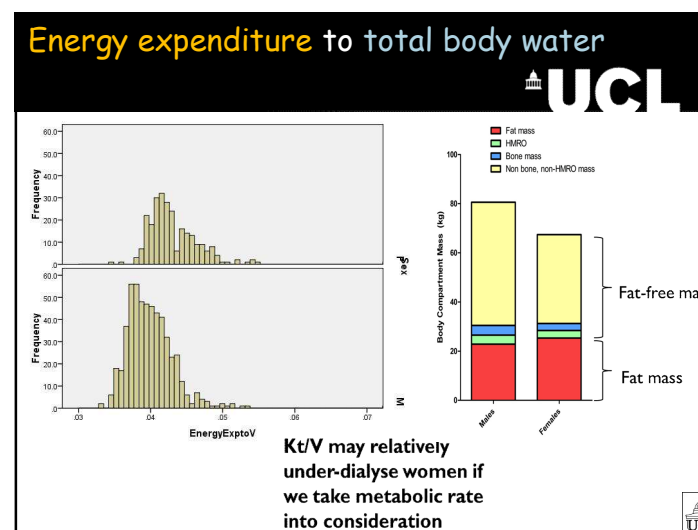 Energy expenditure to total body water
UCL
60.0
50.0
40.0
30.0
20.0
10.0
.0
Frequency
60.0
50.0
40.0
30.0
20.0
10.0
.0
Frequency
Sex
F
M
.03
.04
.05
.06
.07
EnergyExptoV
Fat mass
HMRO
Bone mass
Non bone, non-HMRO mass
100
80
60
40
20
0
Body Compartment Mass (kg)
Males
Females
Fat-free ma
Fat mass
Kt/V may relatively
under-dialyse women if
we take metabolic rate
into consideration